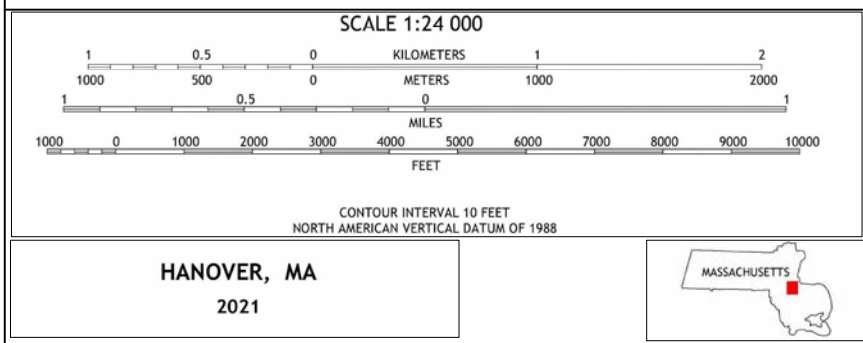 SCALE 1:24 000
1 0.5 0 KILOMETERS 1 2
1000 500 0 METERS 1000 2000
1 0.5 0 1
MILES
1000 0 1000 2000 3000 4000 5000 6000 7000 8000 9000 10000
FEET
CONTOUR INTERVAL 10 FEET
NORTH AMERICAN VERTICAL DATUM OF 1988
HANOVER, MA
2021
MASSACHUSETTS